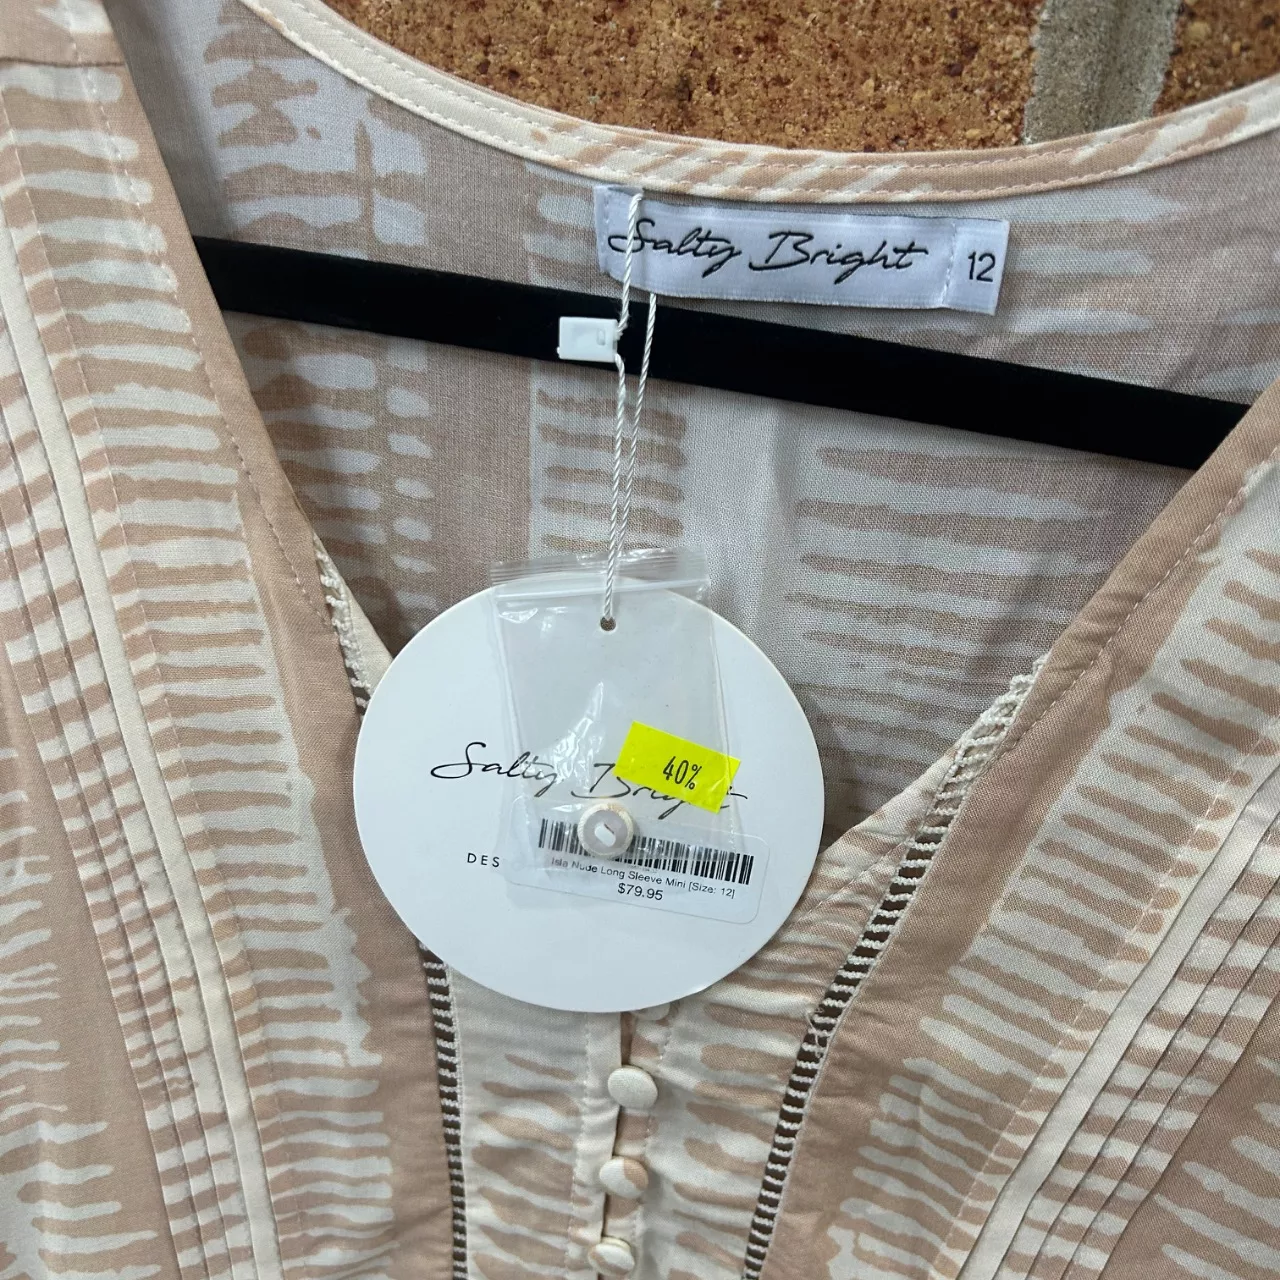 Salty Bright 12
40%
Salty Bright
DES
Isla Nude Long Sleeve Mini [Size: 12]
$79.95